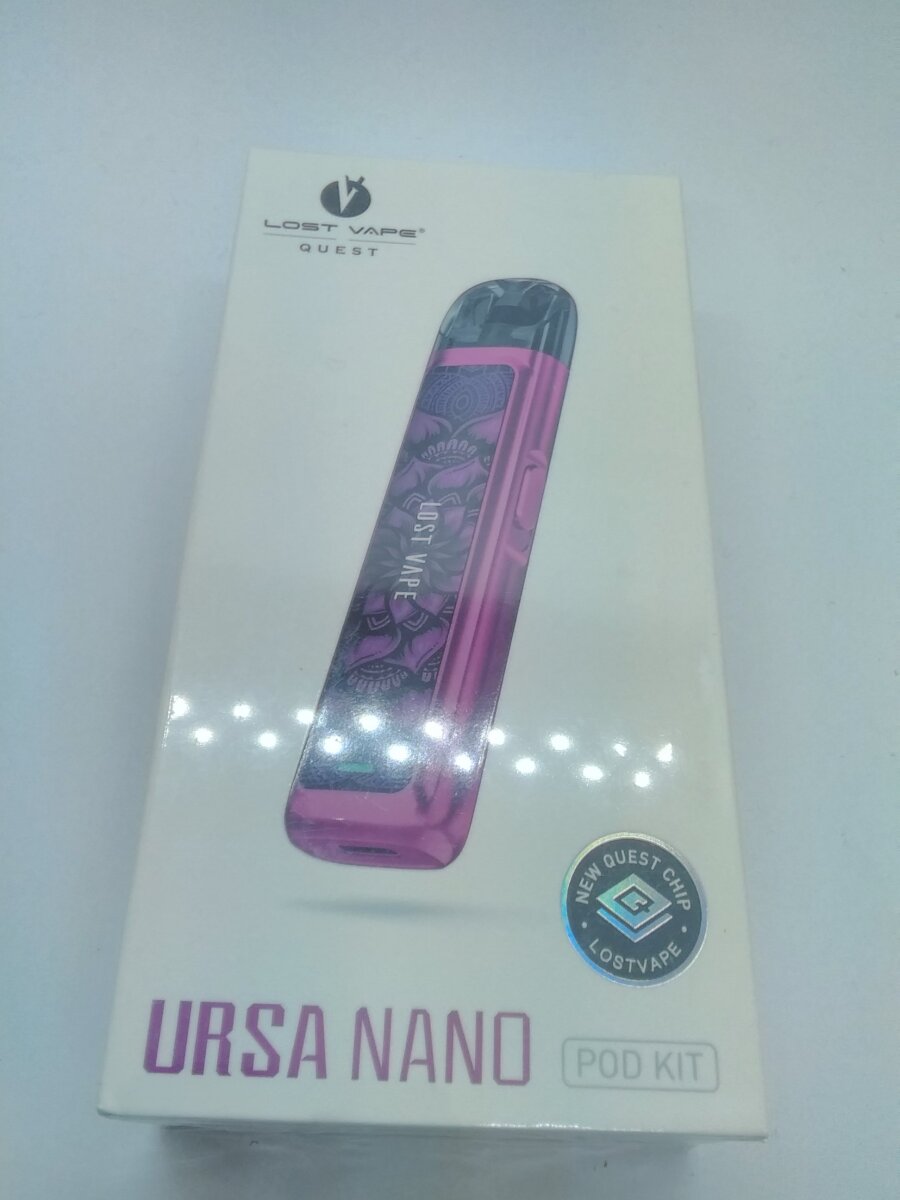 LOST VAPE®
QUEST
LOST VAPE
NEW QUEST CHIP
• LOSTVAPE •
URSA NANO
POD KIT